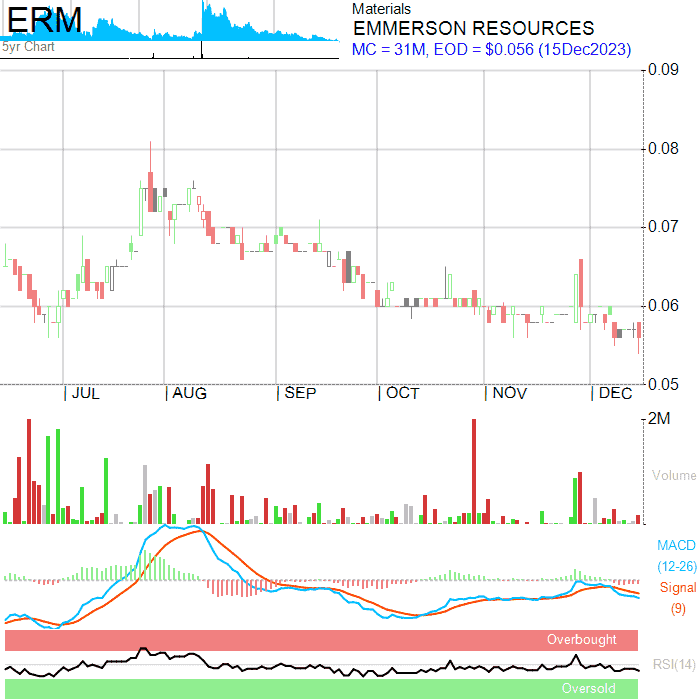 ERM
5yr Chart
Materials
EMMERSON RESOURCES
MC = 31M, EOD = $0.056 (15Dec2023)
0.09
0.08
0.07
0.06
0.05
JUL
AUG
SEP
OCT
NOV
DEC
2M
Volume
MACD
(12-26)
Signal
(9)
Overbought
RSI(14)
Oversold